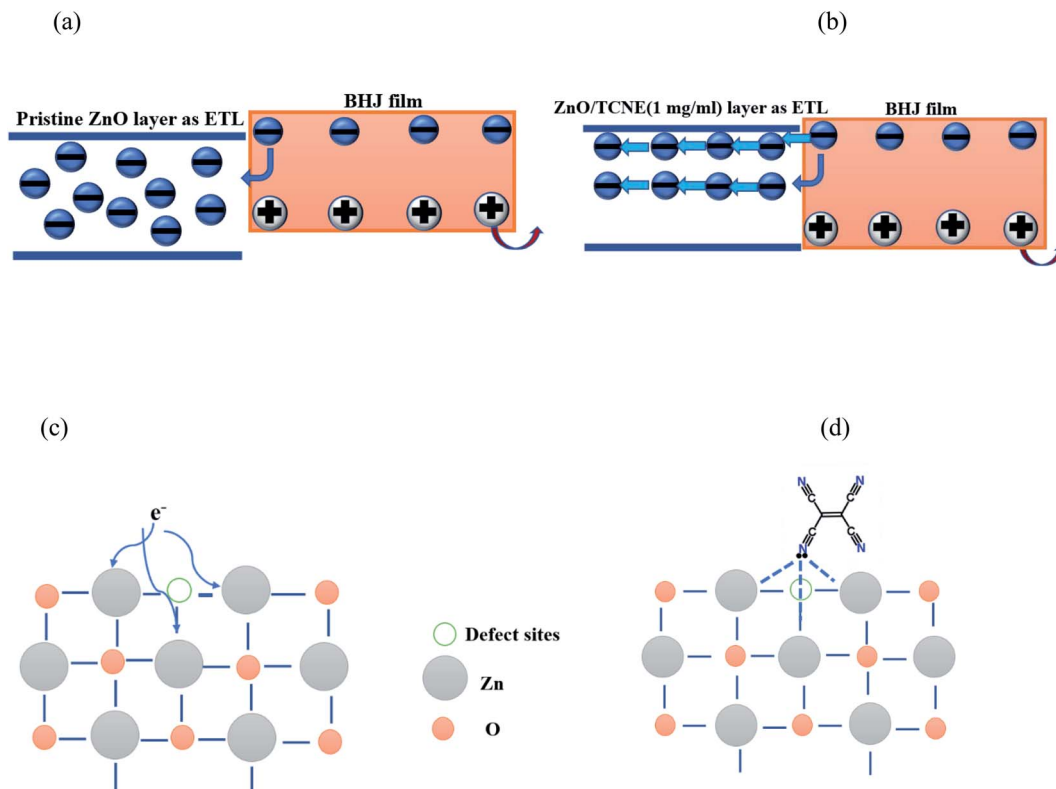 (a)
(b)
Pristine ZnO layer as ETL
BHJ film
ZnO/TCNE(1 mg/ml) layer as ETL
BHJ film
(c)
(d)
e⁻
N
N
C
C
C
C
N
N
Defect sites
Zn
O